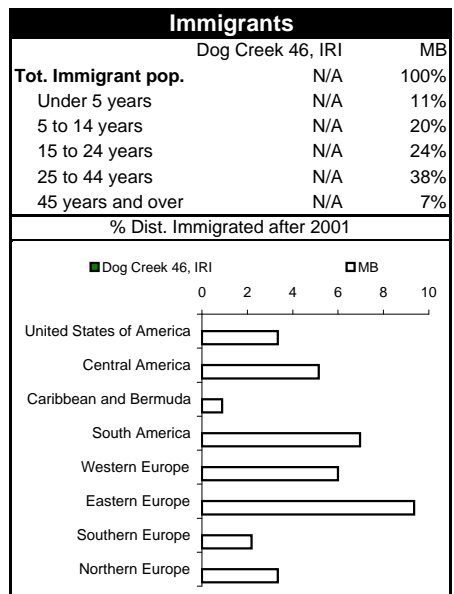 Immigrants
Dog Creek 46, IRI MB
Tot. Immigrant pop. N/A 100%
Under 5 years N/A 11%
5 to 14 years N/A 20%
15 to 24 years N/A 24%
25 to 44 years N/A 38%
45 years and over N/A 7%
% Dist. Immigrated after 2001
Dog Creek 46, IRI MB
0 2 4 6 8 10
United States of America
Central America
Caribbean and Bermuda
South America
Western Europe
Eastern Europe
Southern Europe
Northern Europe